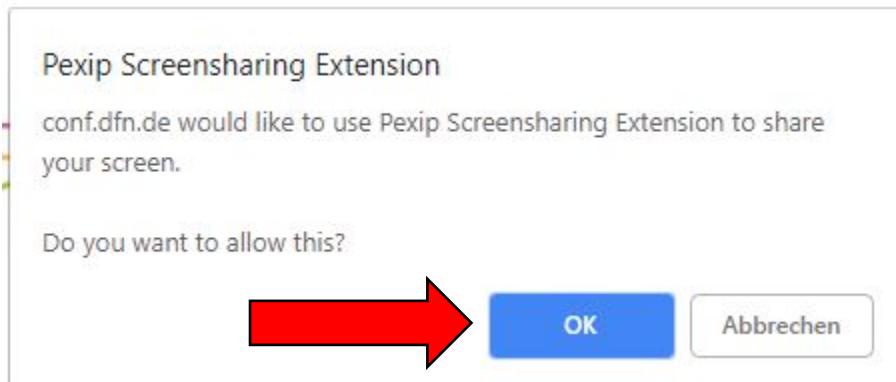 Pexip Screensharing Extension
conf.dfn.de would like to use Pexip Screensharing Extension to share
your screen.
Do you want to allow this?
OK Abbrechen